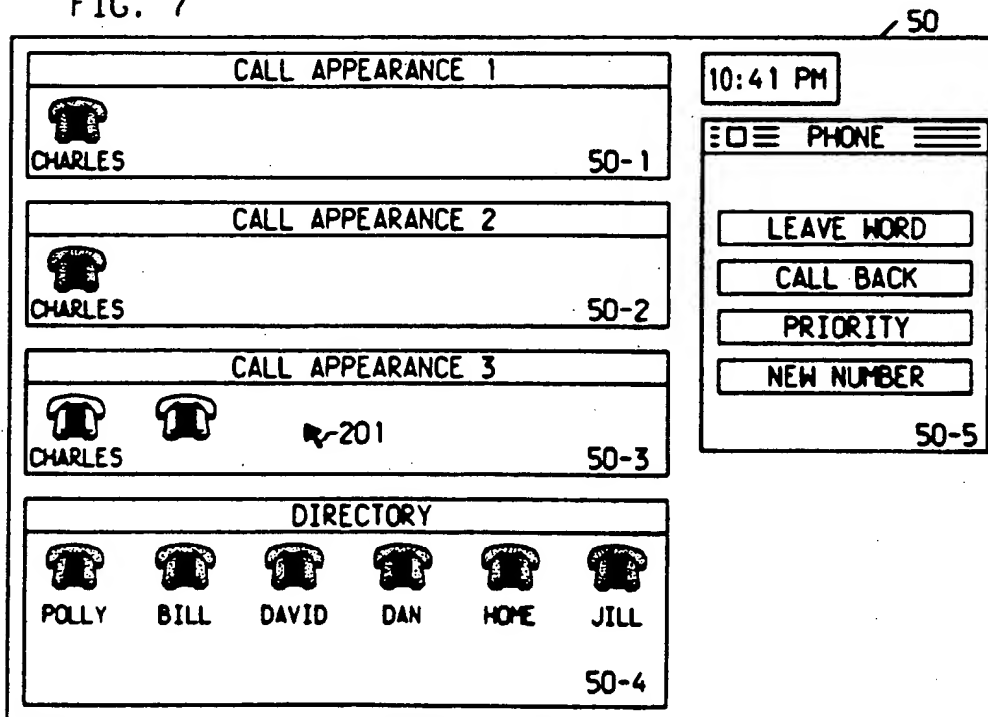 FIG. 7
50
CALL APPEARANCE 1
CHARLES
50-1
CALL APPEARANCE 2
CHARLES
50-2
CALL APPEARANCE 3
CHARLES
201
50-3
DIRECTORY
POLLY BILL DAVID DAN HOME JILL
50-4
10:41 PM
PHONE
LEAVE WORD
CALL BACK
PRIORITY
NEW NUMBER
50-5